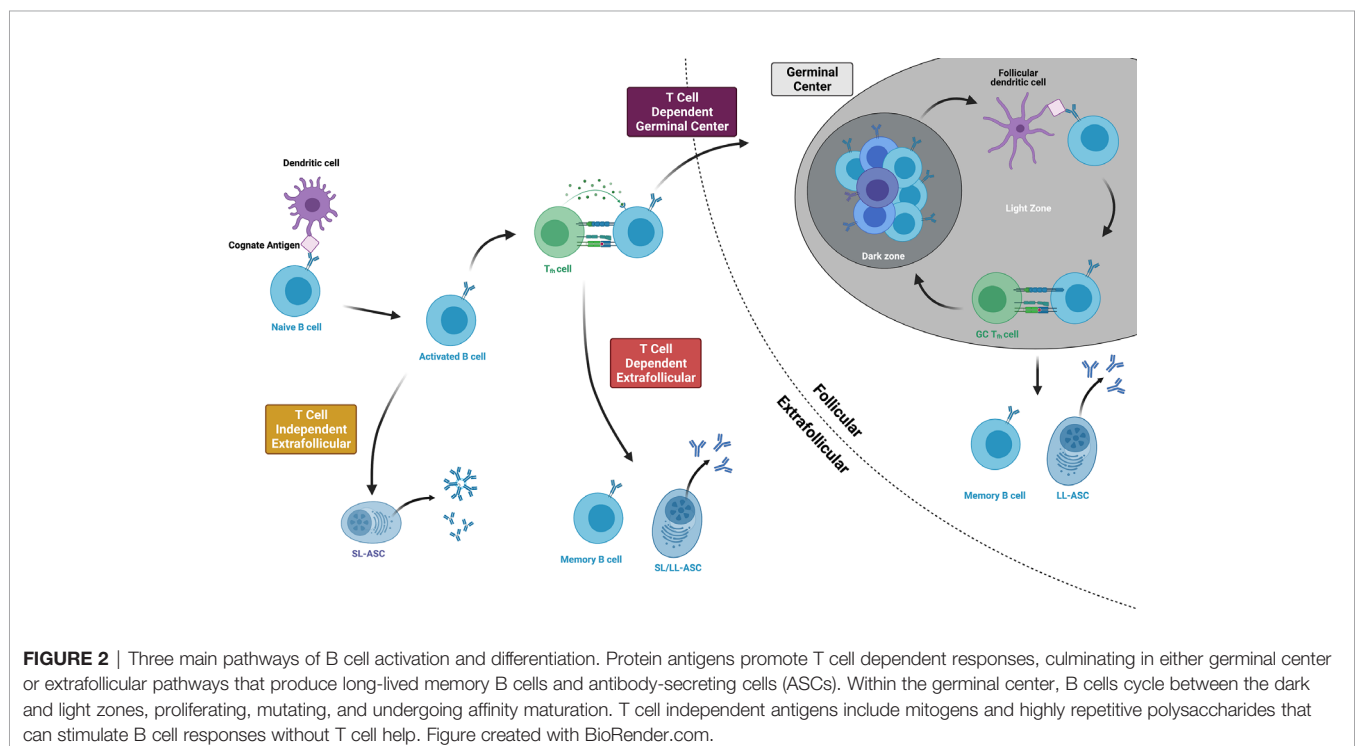 Dendritic cell
Cognate Antigen
Naive B cell
Activated B cell
T Cell
Independent
Extrafollicular
SL-ASC
Tfh cell
T Cell
Dependent
Germinal Center
T Cell
Dependent
Extrafollicular
Memory B cell
SL/LL-ASC
Follicular
Extrafollicular
Germinal
Center
Follicular
dendritic cell
Light Zone
Dark zone
GC Tfh cell
Memory B cell
LL-ASC
FIGURE 2 | Three main pathways of B cell activation and differentiation. Protein antigens promote T cell dependent responses, culminating in either germinal center
or extrafollicular pathways that produce long-lived memory B cells and antibody-secreting cells (ASCs). Within the germinal center, B cells cycle between the dark
and light zones, proliferating, mutating, and undergoing affinity maturation. T cell independent antigens include mitogens and highly repetitive polysaccharides that
can stimulate B cell responses without T cell help. Figure created with BioRender.com.